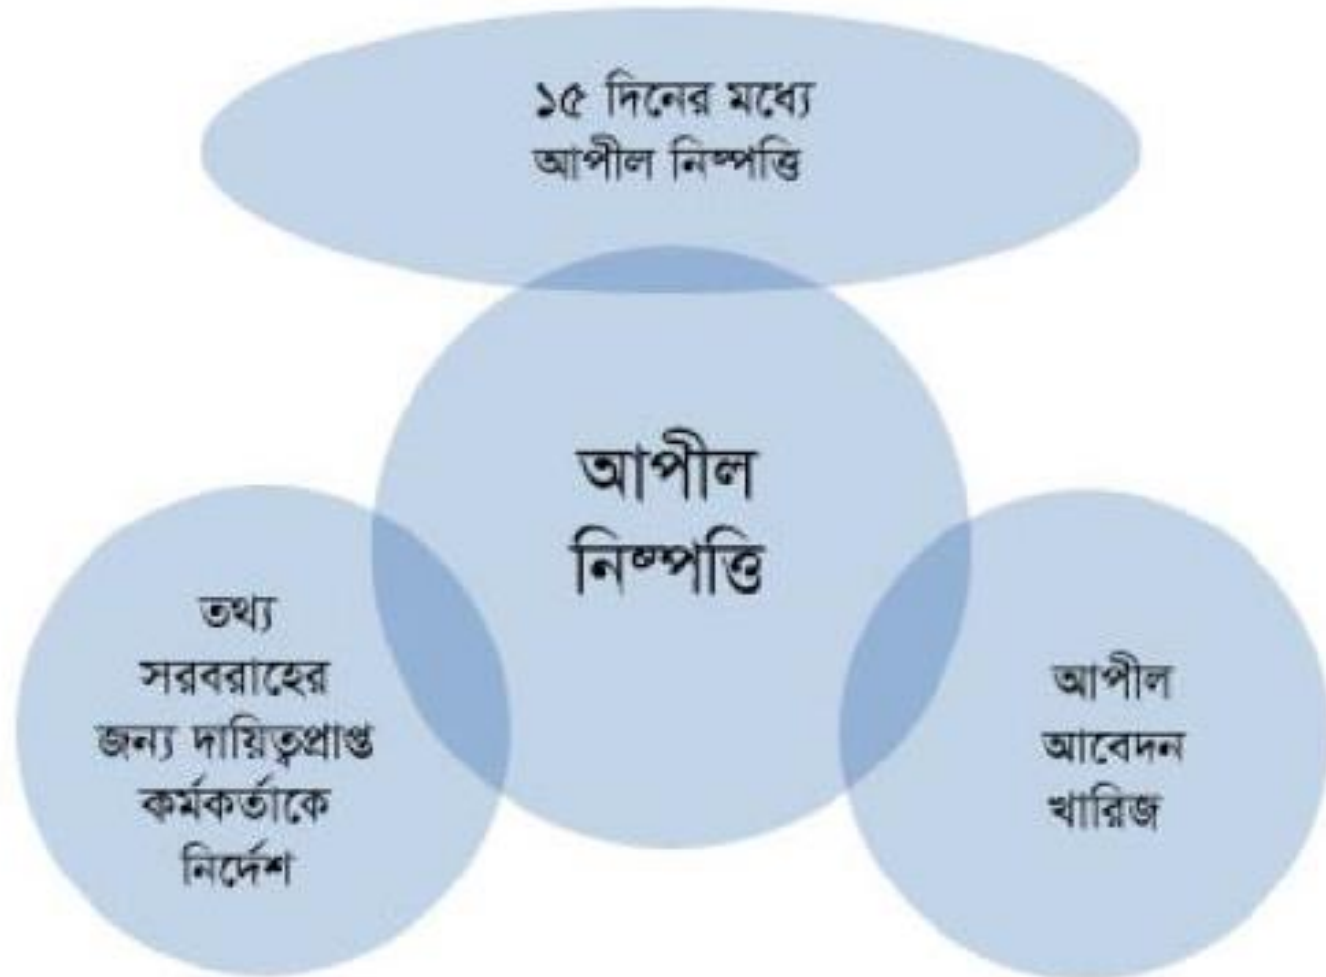 ১৫ দিনের মধ্যে
আপীল নিষ্পত্তি
আপীল
নিষ্পত্তি
তথ্য
সরবরাহের
জন্য দায়িত্বপ্রাপ্ত
কর্মকর্তাকে
নির্দেশ
আপীল
আবেদন
খারিজ